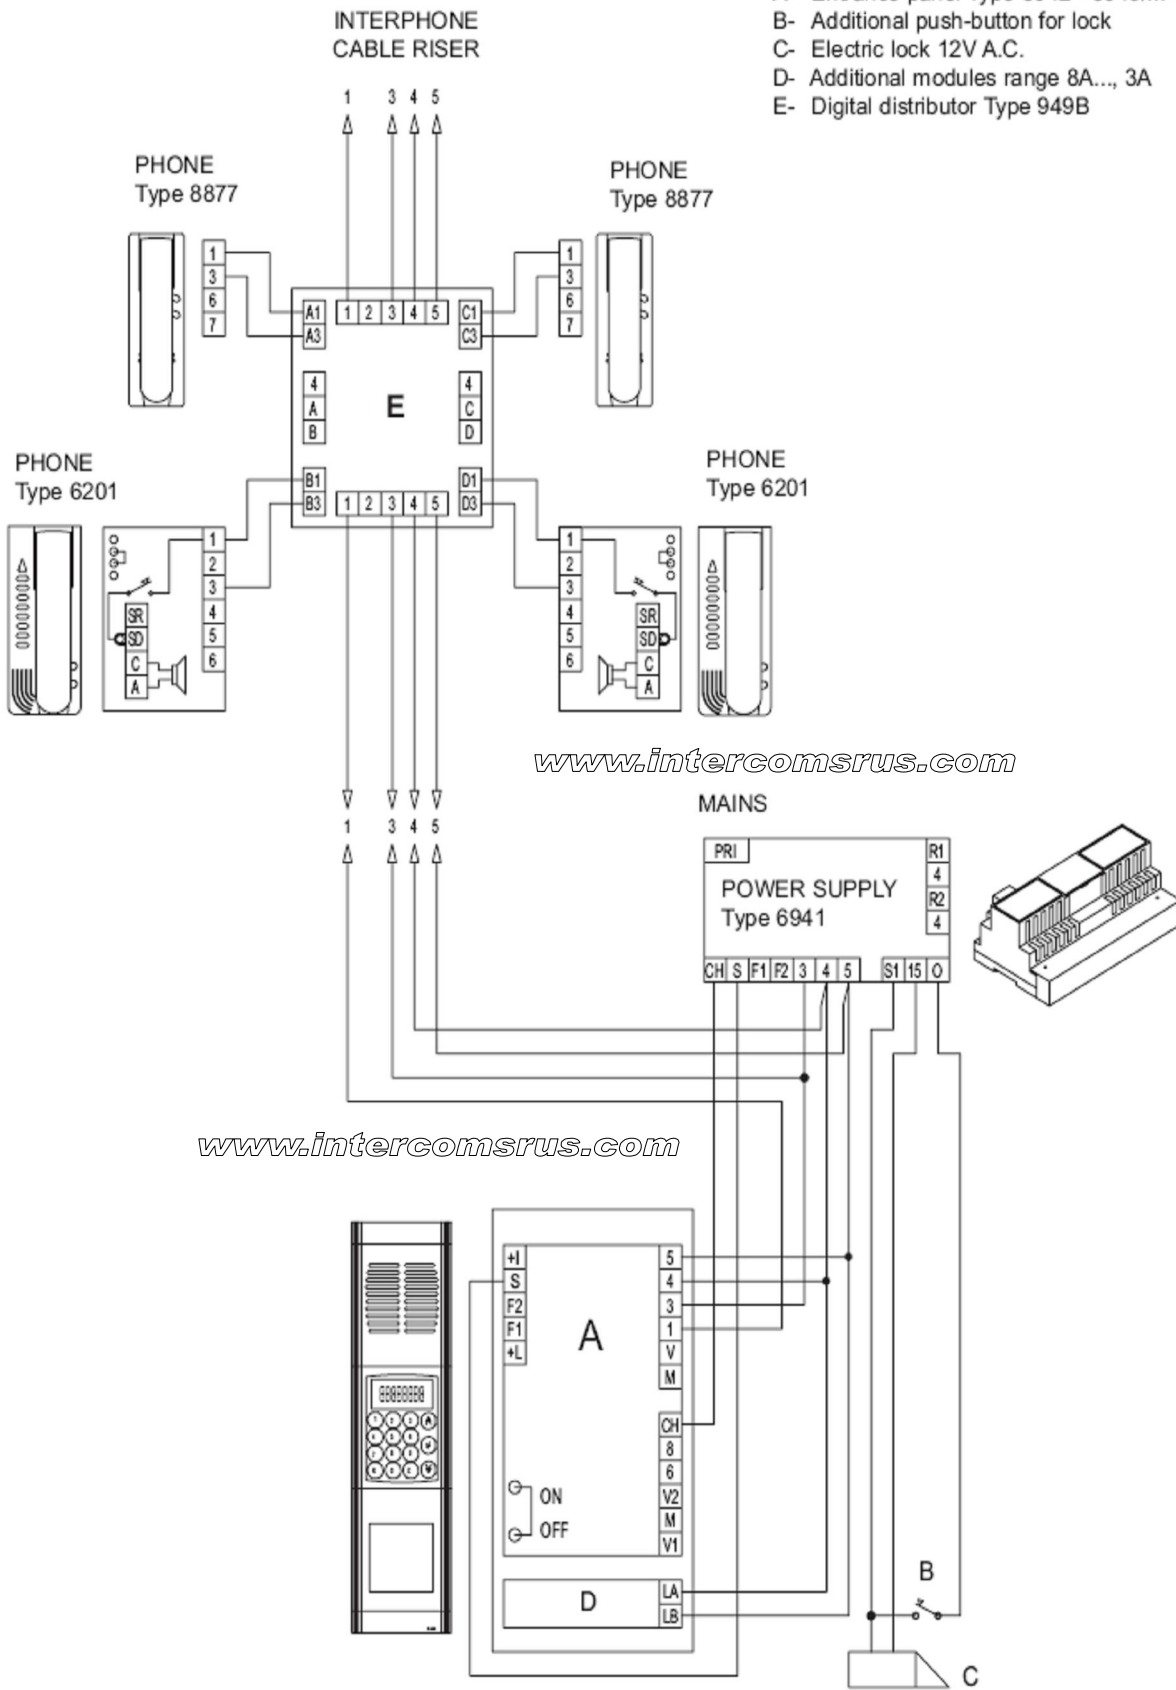 INTERPHONE
CABLE RISER
B- Additional push-button for lock
C- Electric lock 12V A.C.
D- Additional modules range 8A..., 3A
E- Digital distributor Type 949B
1 3 4 5
PHONE
Type 8877
PHONE
Type 8877
1
3
6
7
A1
A3
1 2 3 4 5
C1
C3
1
3
6
7
4
A
B
E
4
C
D
PHONE
Type 6201
PHONE
Type 6201
B1
B3
1 2 3 4 5
D1
D3
1
2
3
4
5
6
SR
SD
C
A
1
2
3
4
5
6
SR
SD
C
A
www.intercomsrus.com
MAINS
1 3 4 5
PRI
POWER SUPPLY
Type 6941
R1
4
R2
4
CH S F1 F2 3 4 5 S1 15 O
www.intercomsrus.com
+I
S
F2
F1
+L
A
5
4
3
1
V
M
CH
8
6
V2
M
V1
ON
OFF
D
LA
LB
B
C